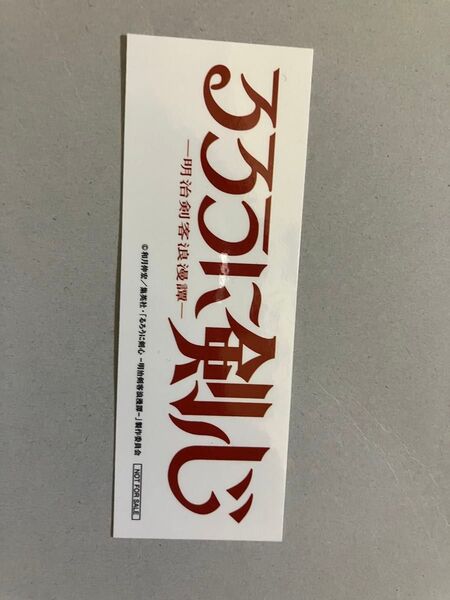 るろうに剣心
―明治剣客浪漫譚―
©和月伸宏／集英社・「るろうに剣心 －明治剣客浪漫譚－」製作委員会
NOT FOR SALE